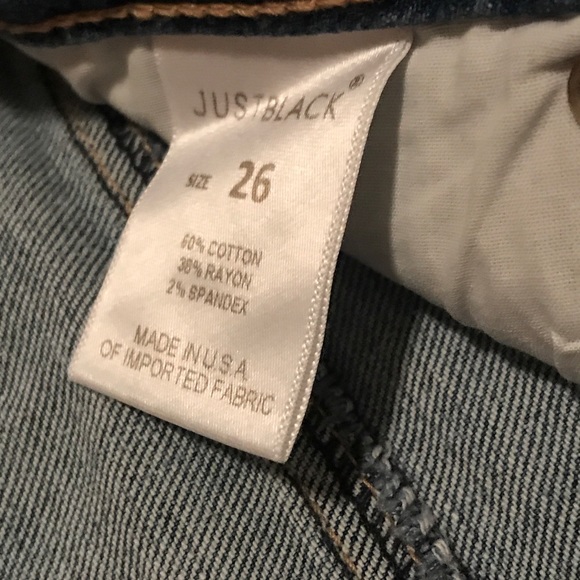 JUSTBLACK®
SIZE 26
60% COTTON
38% RAYON
2% SPANDEX
MADE IN U.S.A
OF IMPORTED FABRIC